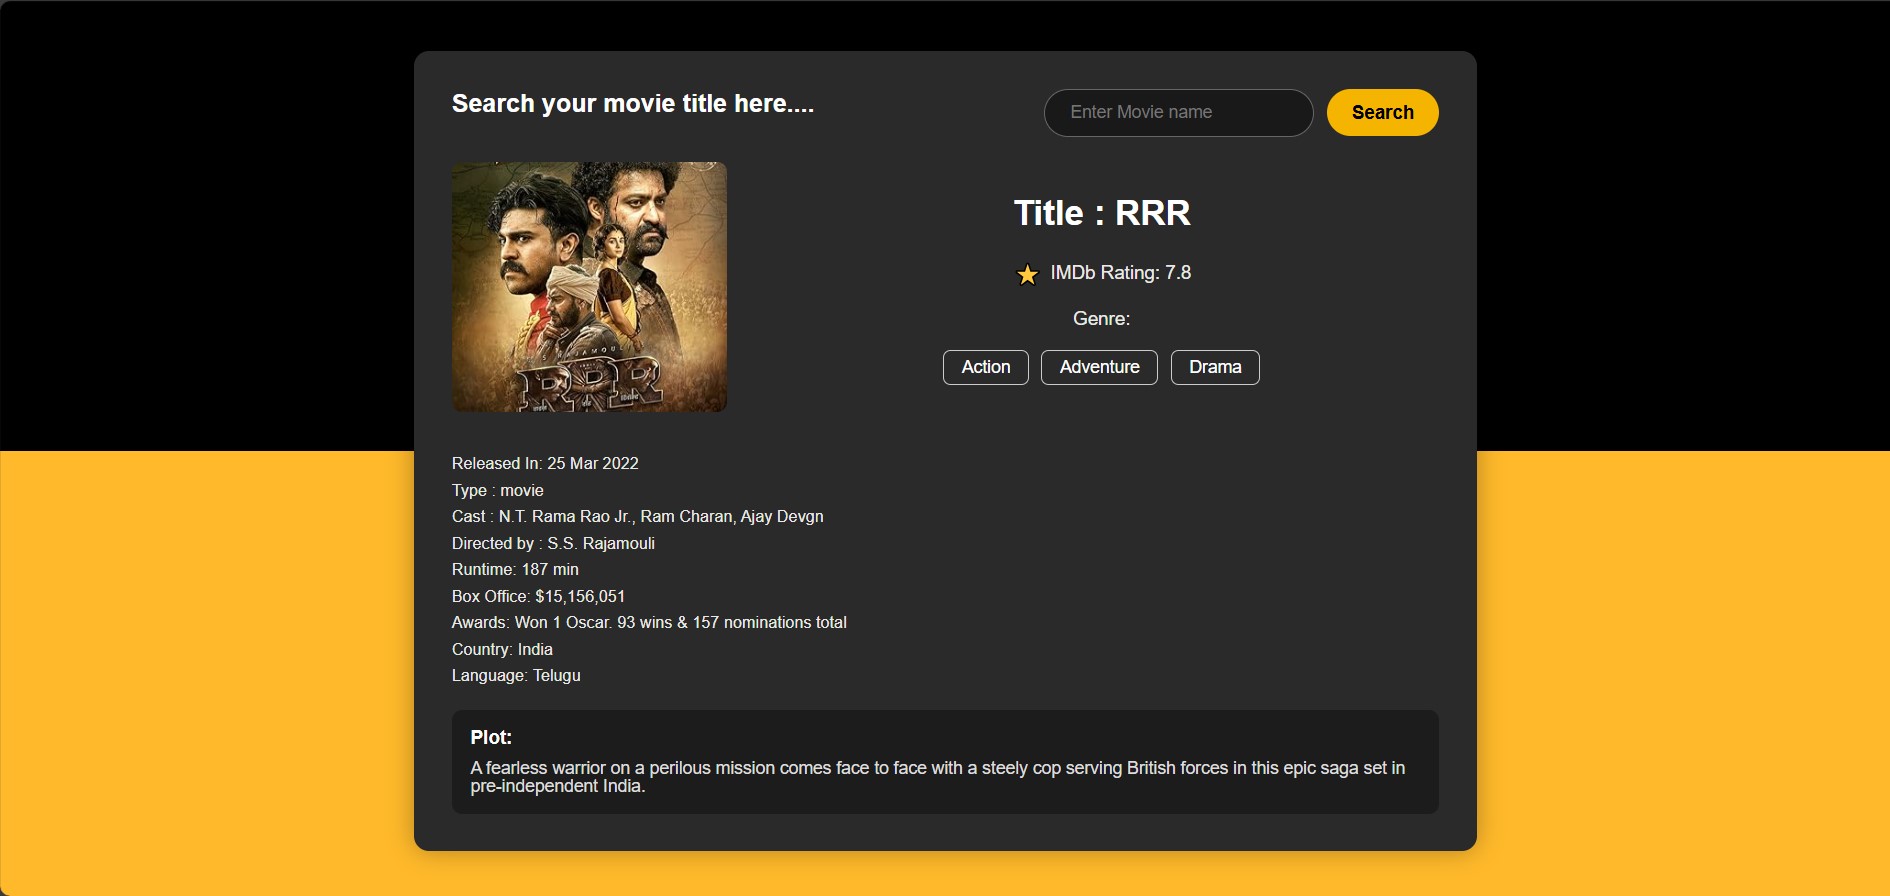 Search your movie title here....
Enter Movie name
Search
S RAJAMOULI
RRR
Title : RRR
IMDb Rating: 7.8
Genre:
Action
Adventure
Drama
Released In: 25 Mar 2022
Type : movie
Cast : N.T. Rama Rao Jr., Ram Charan, Ajay Devgn
Directed by : S.S. Rajamouli
Runtime: 187 min
Box Office: $15,156,051
Awards: Won 1 Oscar. 93 wins & 157 nominations total
Country: India
Language: Telugu
Plot:
A fearless warrior on a perilous mission comes face to face with a steely cop serving British forces in this epic saga set in
pre-independent India.